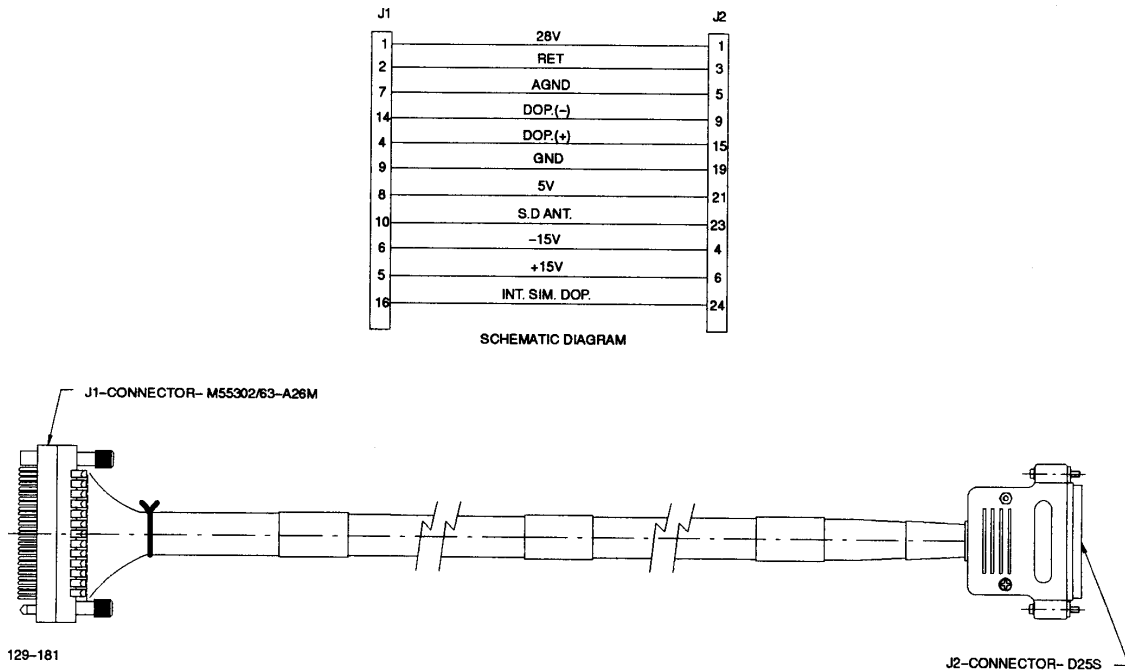 J1 J2
1 28V 1
2 RET 3
7 AGND 5
14 DOP.(-) 9
4 DOP.(+) 15
9 GND 19
8 5V 21
10 S.D ANT. 23
6 -15V 4
5 +15V 6
16 INT. SIM. DOP. 24
SCHEMATIC DIAGRAM
J1-CONNECTOR- M55302/63-A26M
129-181
J2-CONNECTOR- D25S